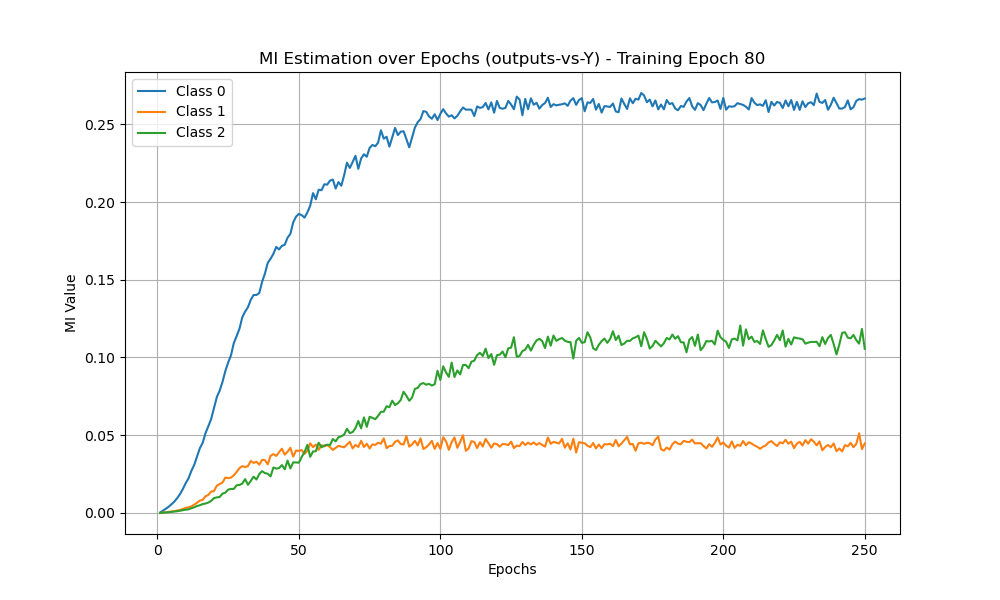 MI Estimation over Epochs (outputs-vs-Y) - Training Epoch 80
Class 0
Class 1
Class 2
MI Value
0.25
0.20
0.15
0.10
0.05
0.00
0 50 100 150 200 250
Epochs